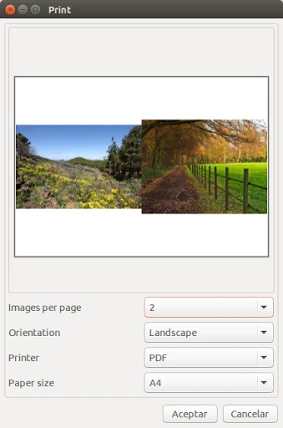 Print
Images per page 2
Orientation Landscape
Printer PDF
Paper size A4
Aceptar Cancelar